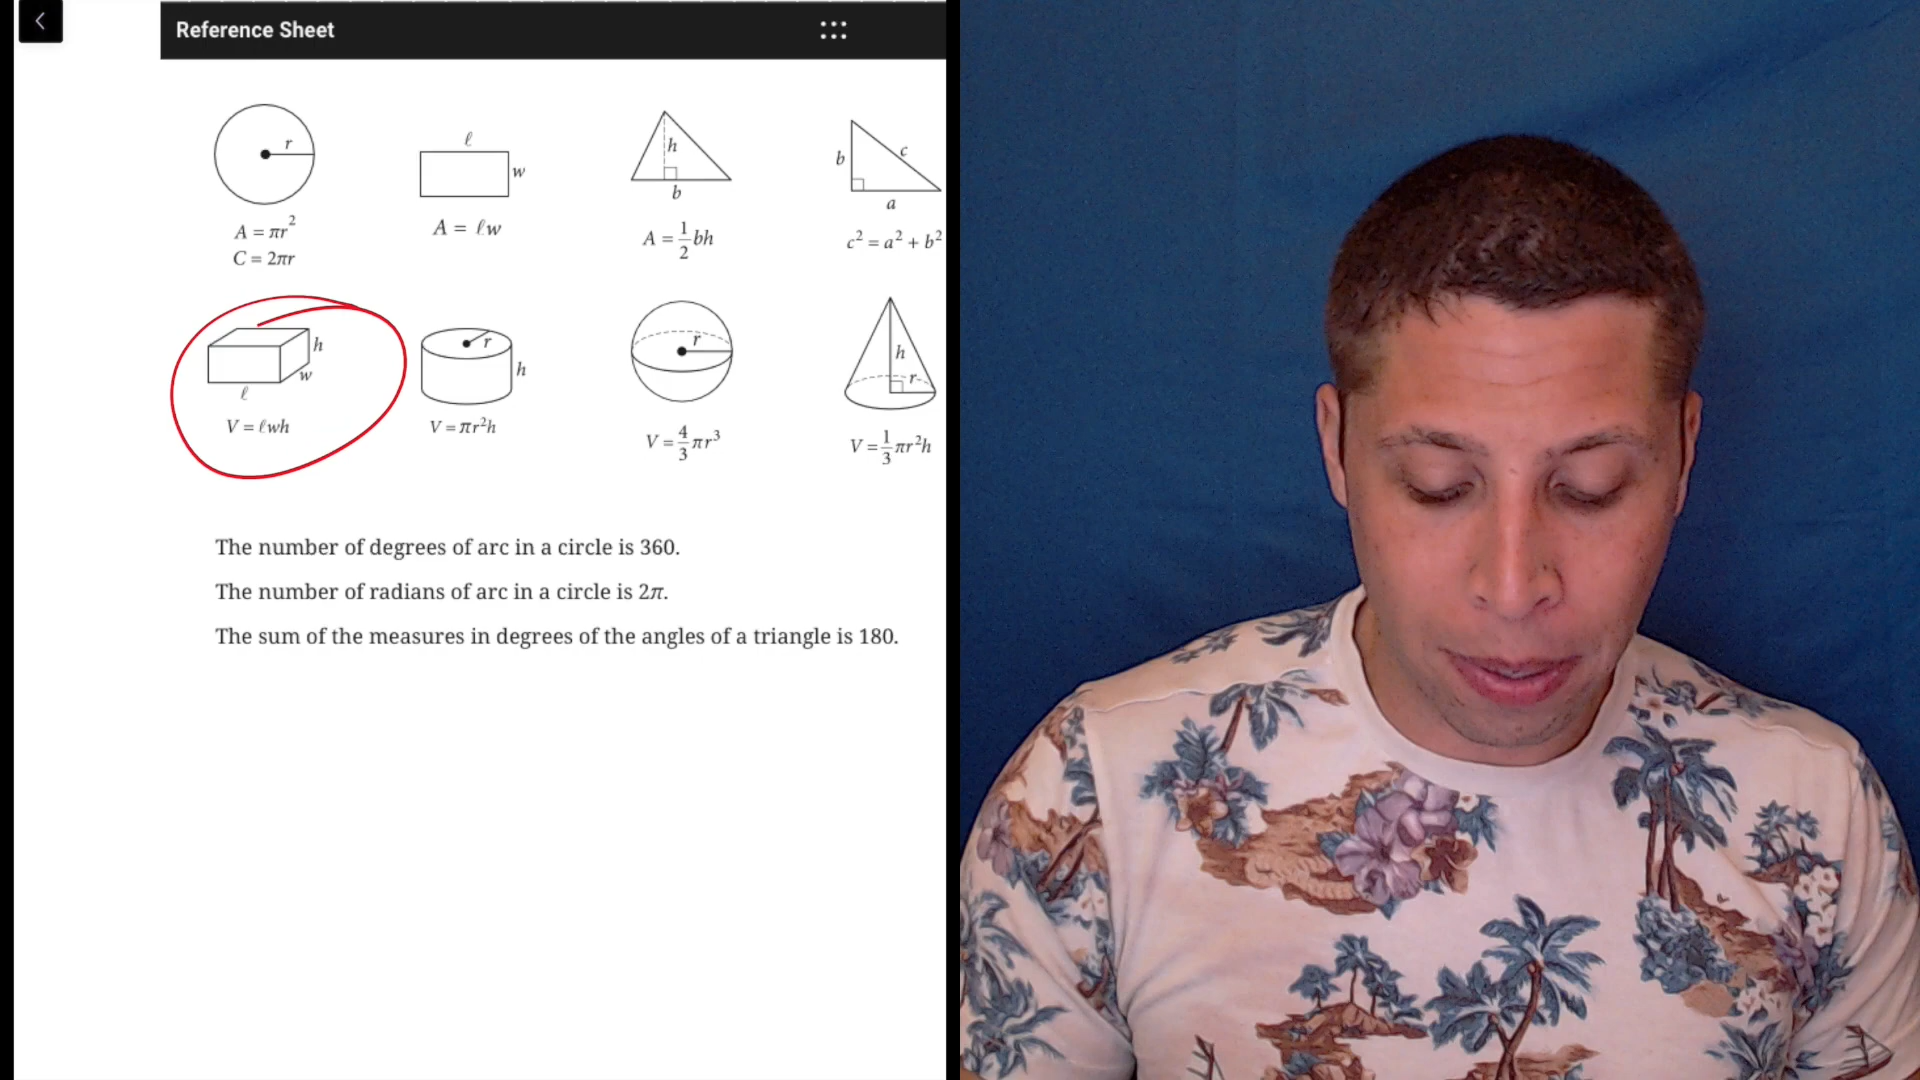 Reference Sheet
r
ℓ
w
h
b
b
c
a
A = πr²
C = 2πr
A = ℓw
A = 1/2 bh
c² = a² + b²
h
w
ℓ
r
h
r
h
r
V = ℓwh
V = πr²h
V = 4/3 πr³
V = 1/3 πr²h
The number of degrees of arc in a circle is 360.
The number of radians of arc in a circle is 2π.
The sum of the measures in degrees of the angles of a triangle is 180.